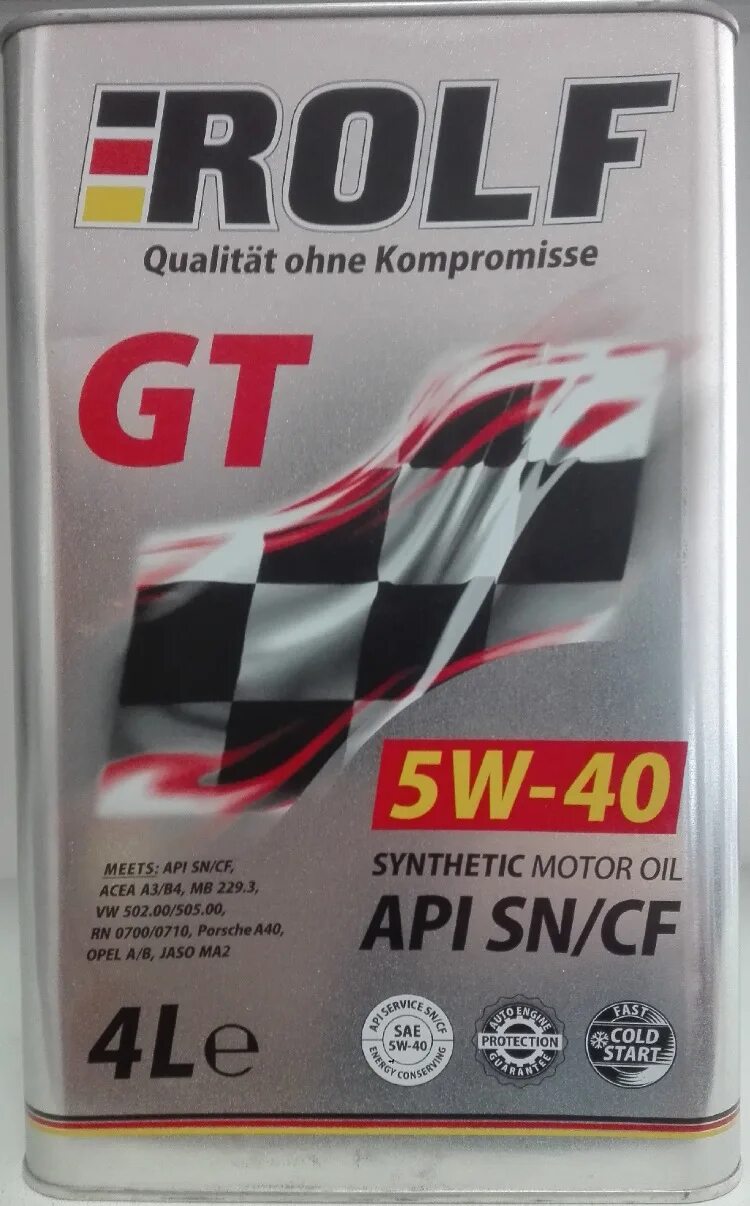 ROLF
Qualität ohne Kompromisse
GT
5W-40
SYNTHETIC MOTOR OIL
API SN/CF
MEETS: API SN/CF,
ACEA A3/B4, MB 229.3,
VW 502.00/505.00,
RN 0700/0710, Porsche A40,
OPEL A/B, JASO MA2
4L℮
API SERVICE SN/CF
SAE
5W-40
ENERGY CONSERVING
AUTO ENGINE
PROTECTION
GUARANTEE
FAST
COLD
START